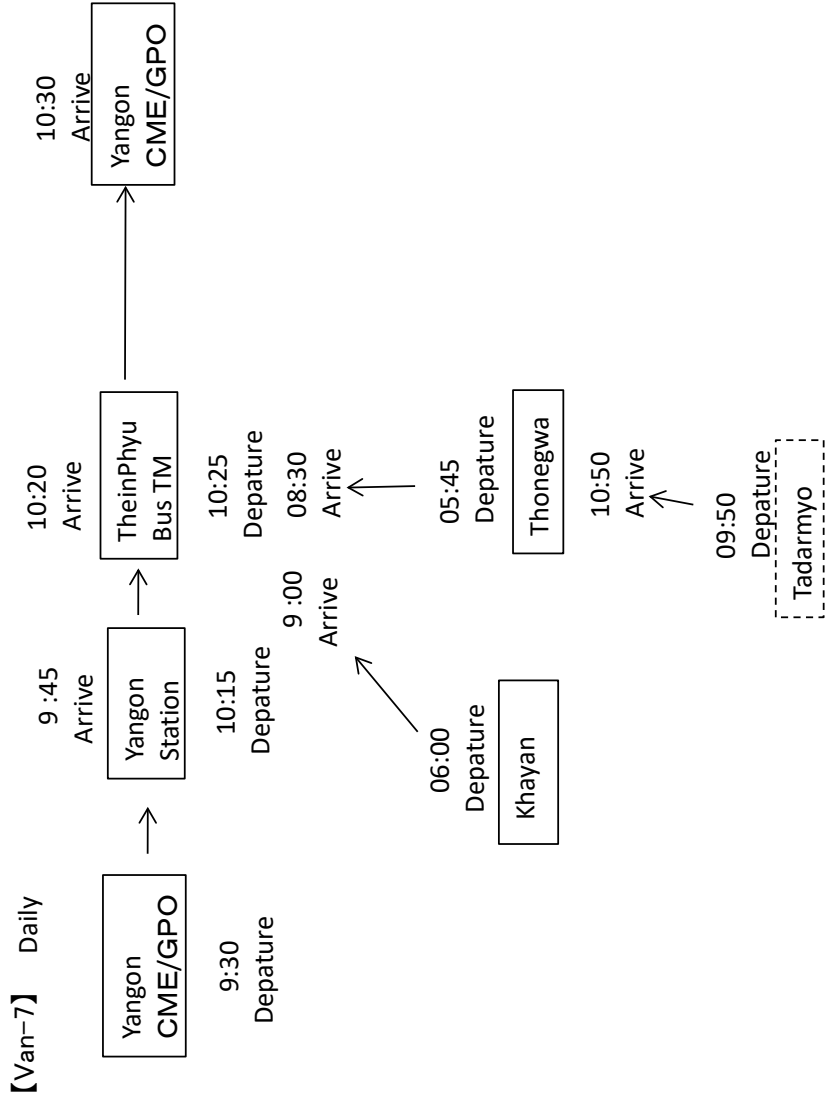 【Van-7】 Daily
Yangon
CME/GPO
9:30
Depature
9 :45
Arrive
Yangon
Station
10:15
Depature
10:20
Arrive
TheinPhyu
Bus TM
10:25
Depature
10:30
Arrive
Yangon
CME/GPO
9 :00
Arrive
06:00
Depature
Khayan
08:30
Arrive
05:45
Depature
Thonegwa
10:50
Arrive
09:50
Depature
Tadarmyo